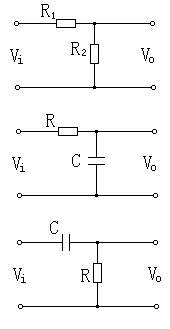 R₁
Vᵢ R₂ Vₒ
R
Vᵢ C Vₒ
C
Vᵢ R Vₒ